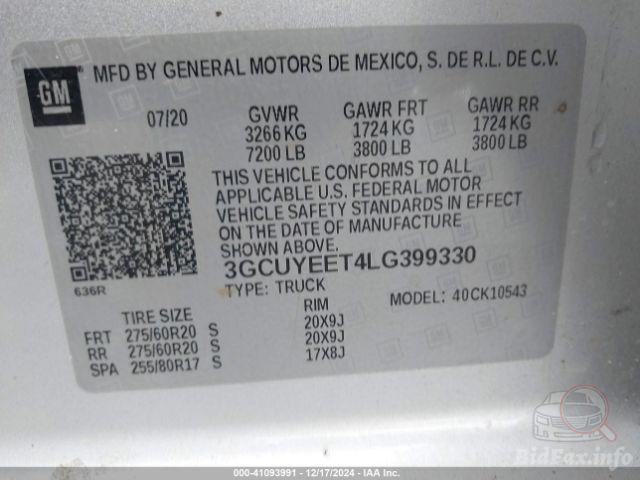 GM
MFD BY GENERAL MOTORS DE MEXICO, S. DE R.L. DE C.V.
07/20 GVWR GAWR FRT GAWR RR
3266 KG 1724 KG 1724 KG
7200 LB 3800 LB 3800 LB
THIS VEHICLE CONFORMS TO ALL
APPLICABLE U.S. FEDERAL MOTOR
VEHICLE SAFETY STANDARDS IN EFFECT
ON THE DATE OF MANUFACTURE
3GCUYEET4LG399330
636R
TYPE: TRUCK MODEL: 40CK10543
TIRE SIZE RIM
FRT 275/60R20 S 20X9J
RR 275/60R20 S 20X9J
SPA 255/80R17 S 17X8J
BidFax.info
000-41093991 - 12/17/2024 - IAA Inc.